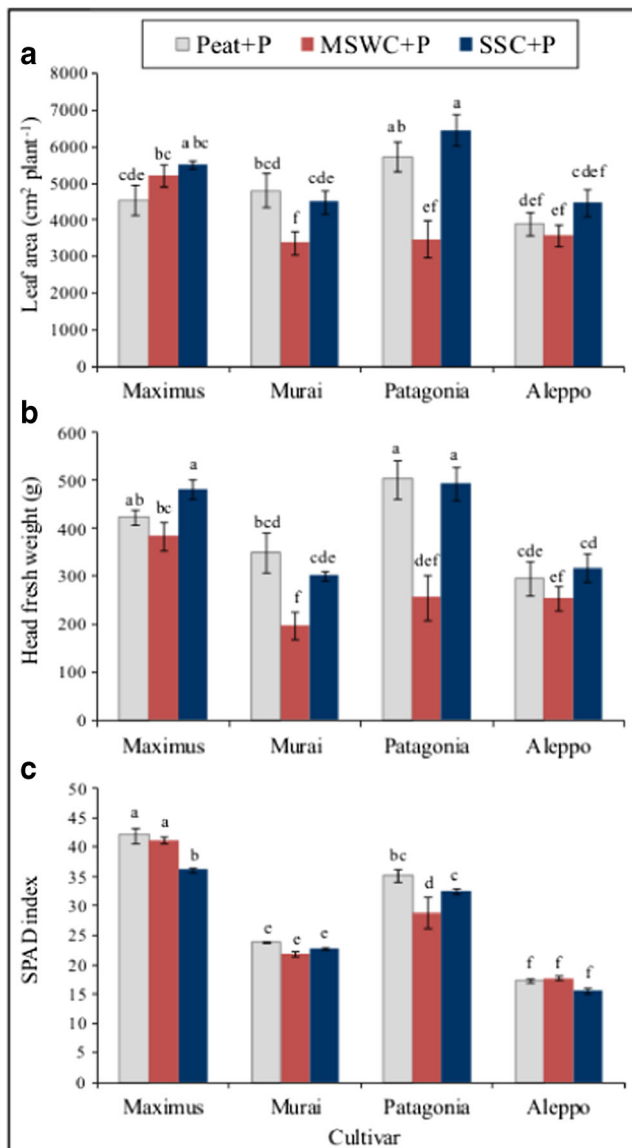 a
Peat+P MSWC+P SSC+P
8000
7000
6000
5000
4000
3000
2000
1000
0
Leaf area (cm² plant⁻¹)
cde bc abc bcd f cde ab ef a def ef cdef
Maximus Murai Patagonia Aleppo
b
600
500
400
300
200
100
0
Head fresh weight (g)
ab bc a bcd f cde a def a cde ef cd
Maximus Murai Patagonia Aleppo
c
50
45
40
35
30
25
20
15
10
5
0
SPAD index
a a b e e e bc d c f f f
Maximus Murai Patagonia Aleppo
Cultivar